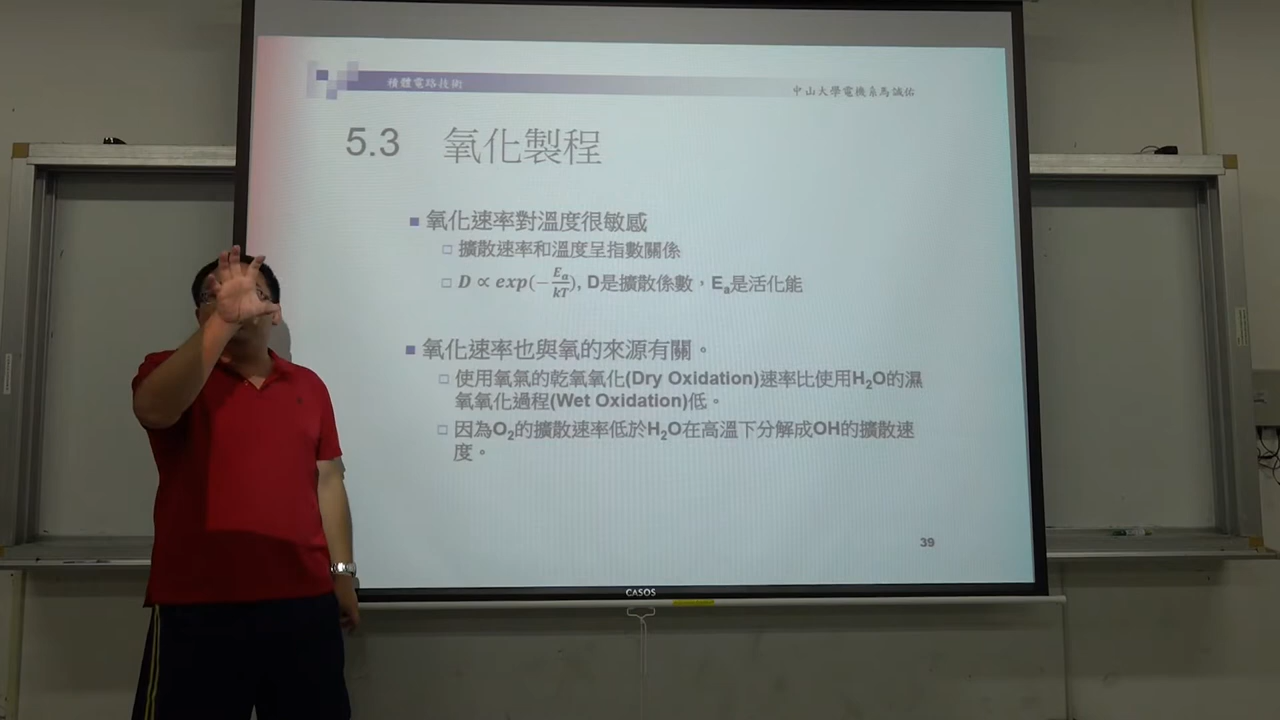 積體電路技術
中山大學電機系馬誠佑
5.3 氧化製程
■ 氧化速率對溫度很敏感
□ 擴散速率和溫度呈指數關係
□ D ∝ exp(−E_a/kT), D是擴散係數，E_a是活化能
■ 氧化速率也與氧的來源有關。
□ 使用氧氣的乾氧氧化(Dry Oxidation)速率比使用H₂O的濕
氧氧化過程(Wet Oxidation)低。
□ 因為O₂的擴散速率低於H₂O在高溫下分解成OH的擴散速
度。
39
CASOS